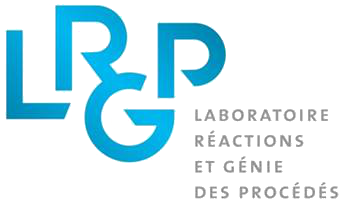 LRGP
LABORATOIRE
RÉACTIONS
ET GÉNIE
DES PROCÉDÉS